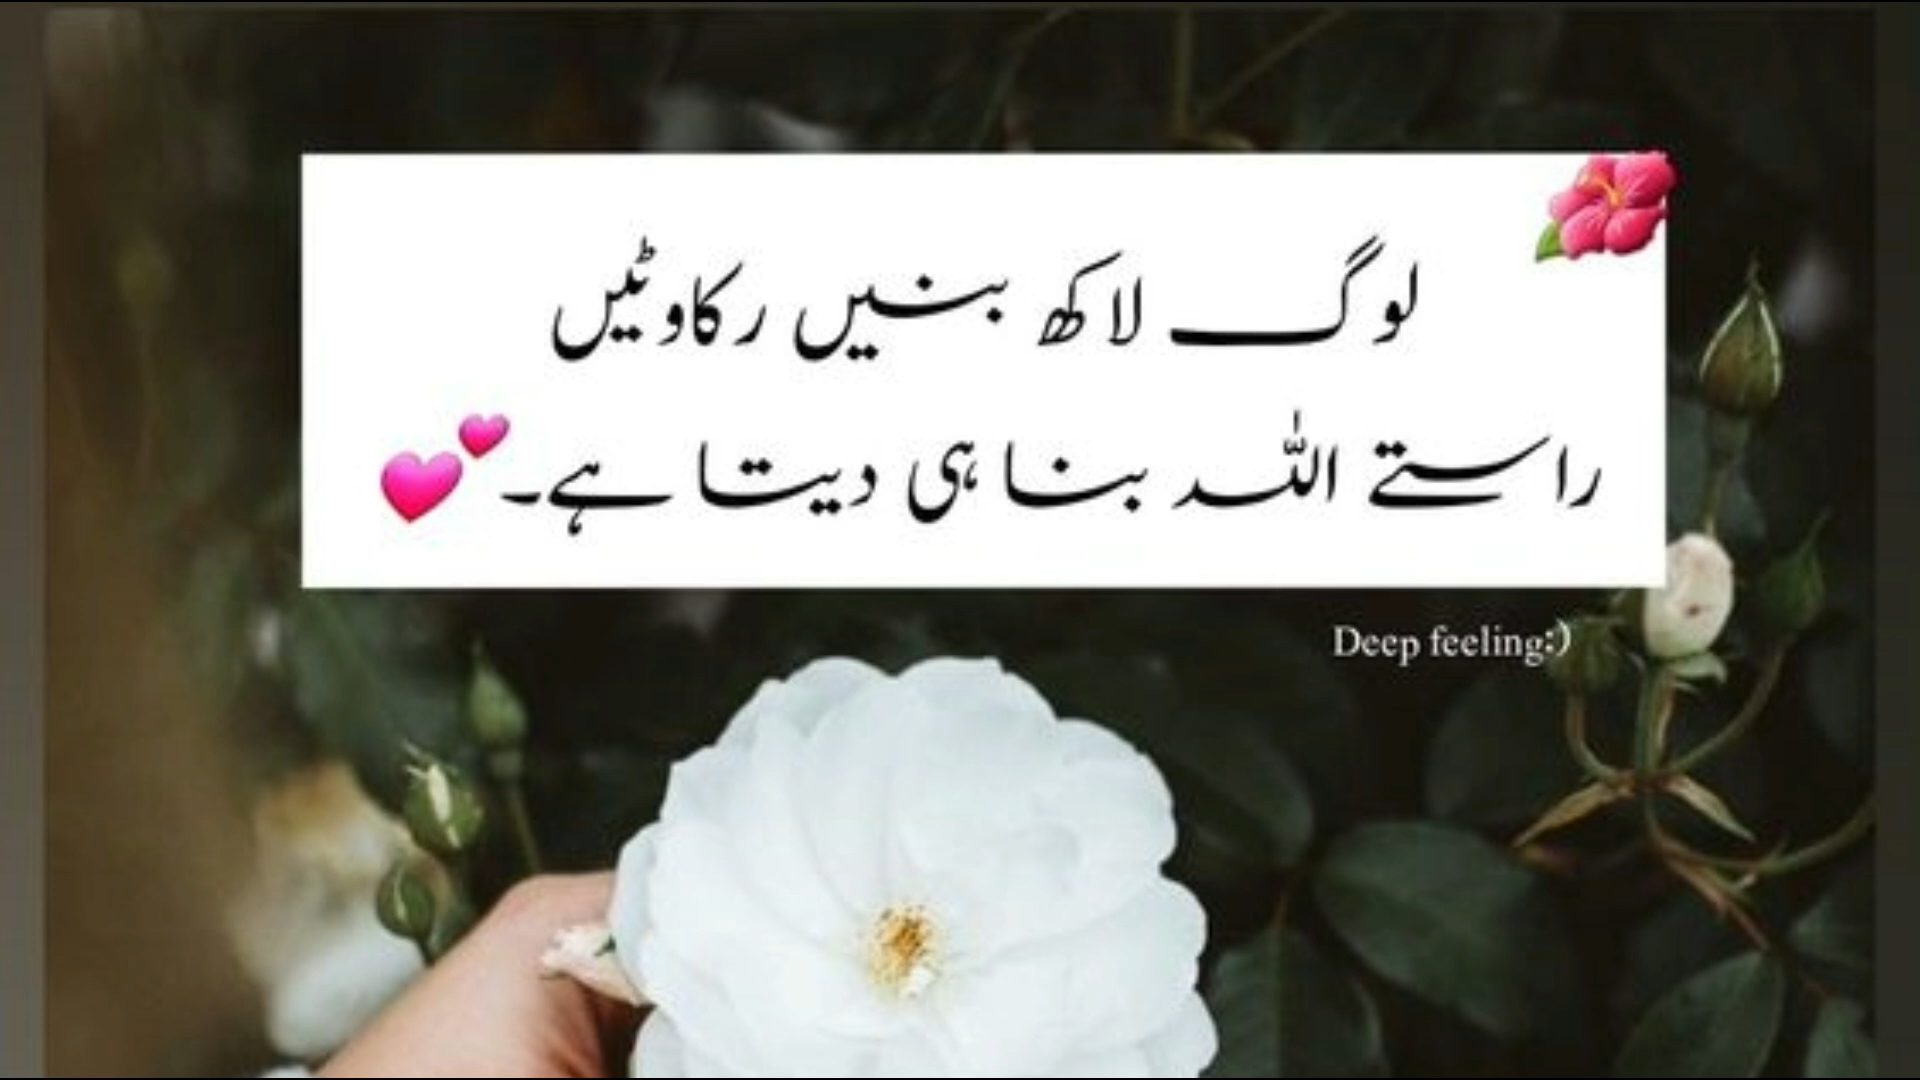 لوگ لاکھ بنیں رکاوٹیں
راستے اللہ بنا ہی دیتا ہے۔
Deep feeling:)